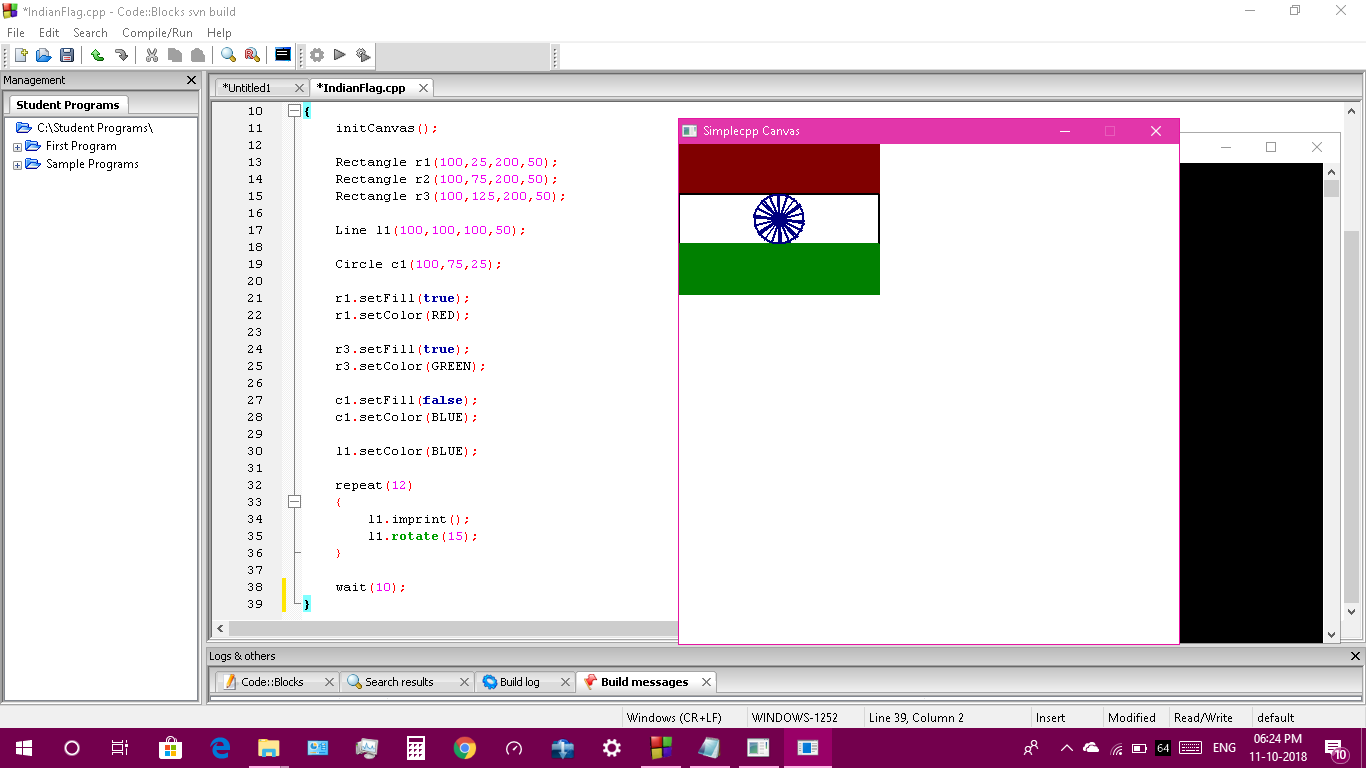 *IndianFlag.cpp - Code::Blocks svn build
File Edit Search Compile/Run Help
Management
Student Programs
C:\Student Programs\
First Program
Sample Programs
*Untitled1
*IndianFlag.cpp
10 {
11 initCanvas();
12
13 Rectangle r1(100,25,200,50);
14 Rectangle r2(100,75,200,50);
15 Rectangle r3(100,125,200,50);
16
17 Line l1(100,100,100,50);
18
19 Circle c1(100,75,25);
20
21 r1.setFill(true);
22 r1.setColor(RED);
23
24 r3.setFill(true);
25 r3.setColor(GREEN);
26
27 c1.setFill(false);
28 c1.setColor(BLUE);
29
30 l1.setColor(BLUE);
31
32 repeat(12)
33 {
34 l1.imprint();
35 l1.rotate(15);
36 }
37
38 wait(10);
39 }
Simplecpp Canvas
Logs & others
Code::Blocks
Search results
Build log
Build messages
Windows (CR+LF) WINDOWS-1252 Line 39, Column 2 Insert Modified Read/Write default
64 ENG 06:24 PM
11-10-2018
10